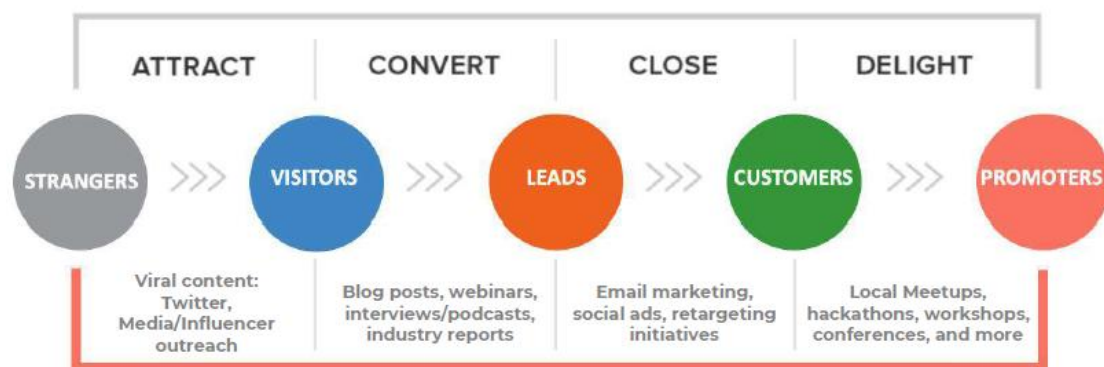 ATTRACT
CONVERT
CLOSE
DELIGHT
STRANGERS
VISITORS
LEADS
CUSTOMERS
PROMOTERS
Viral content:
Twitter,
Media/Influencer
outreach
Blog posts, webinars,
interviews/podcasts,
industry reports
Email marketing,
social ads, retargeting
initiatives
Local Meetups,
hackathons, workshops,
conferences, and more